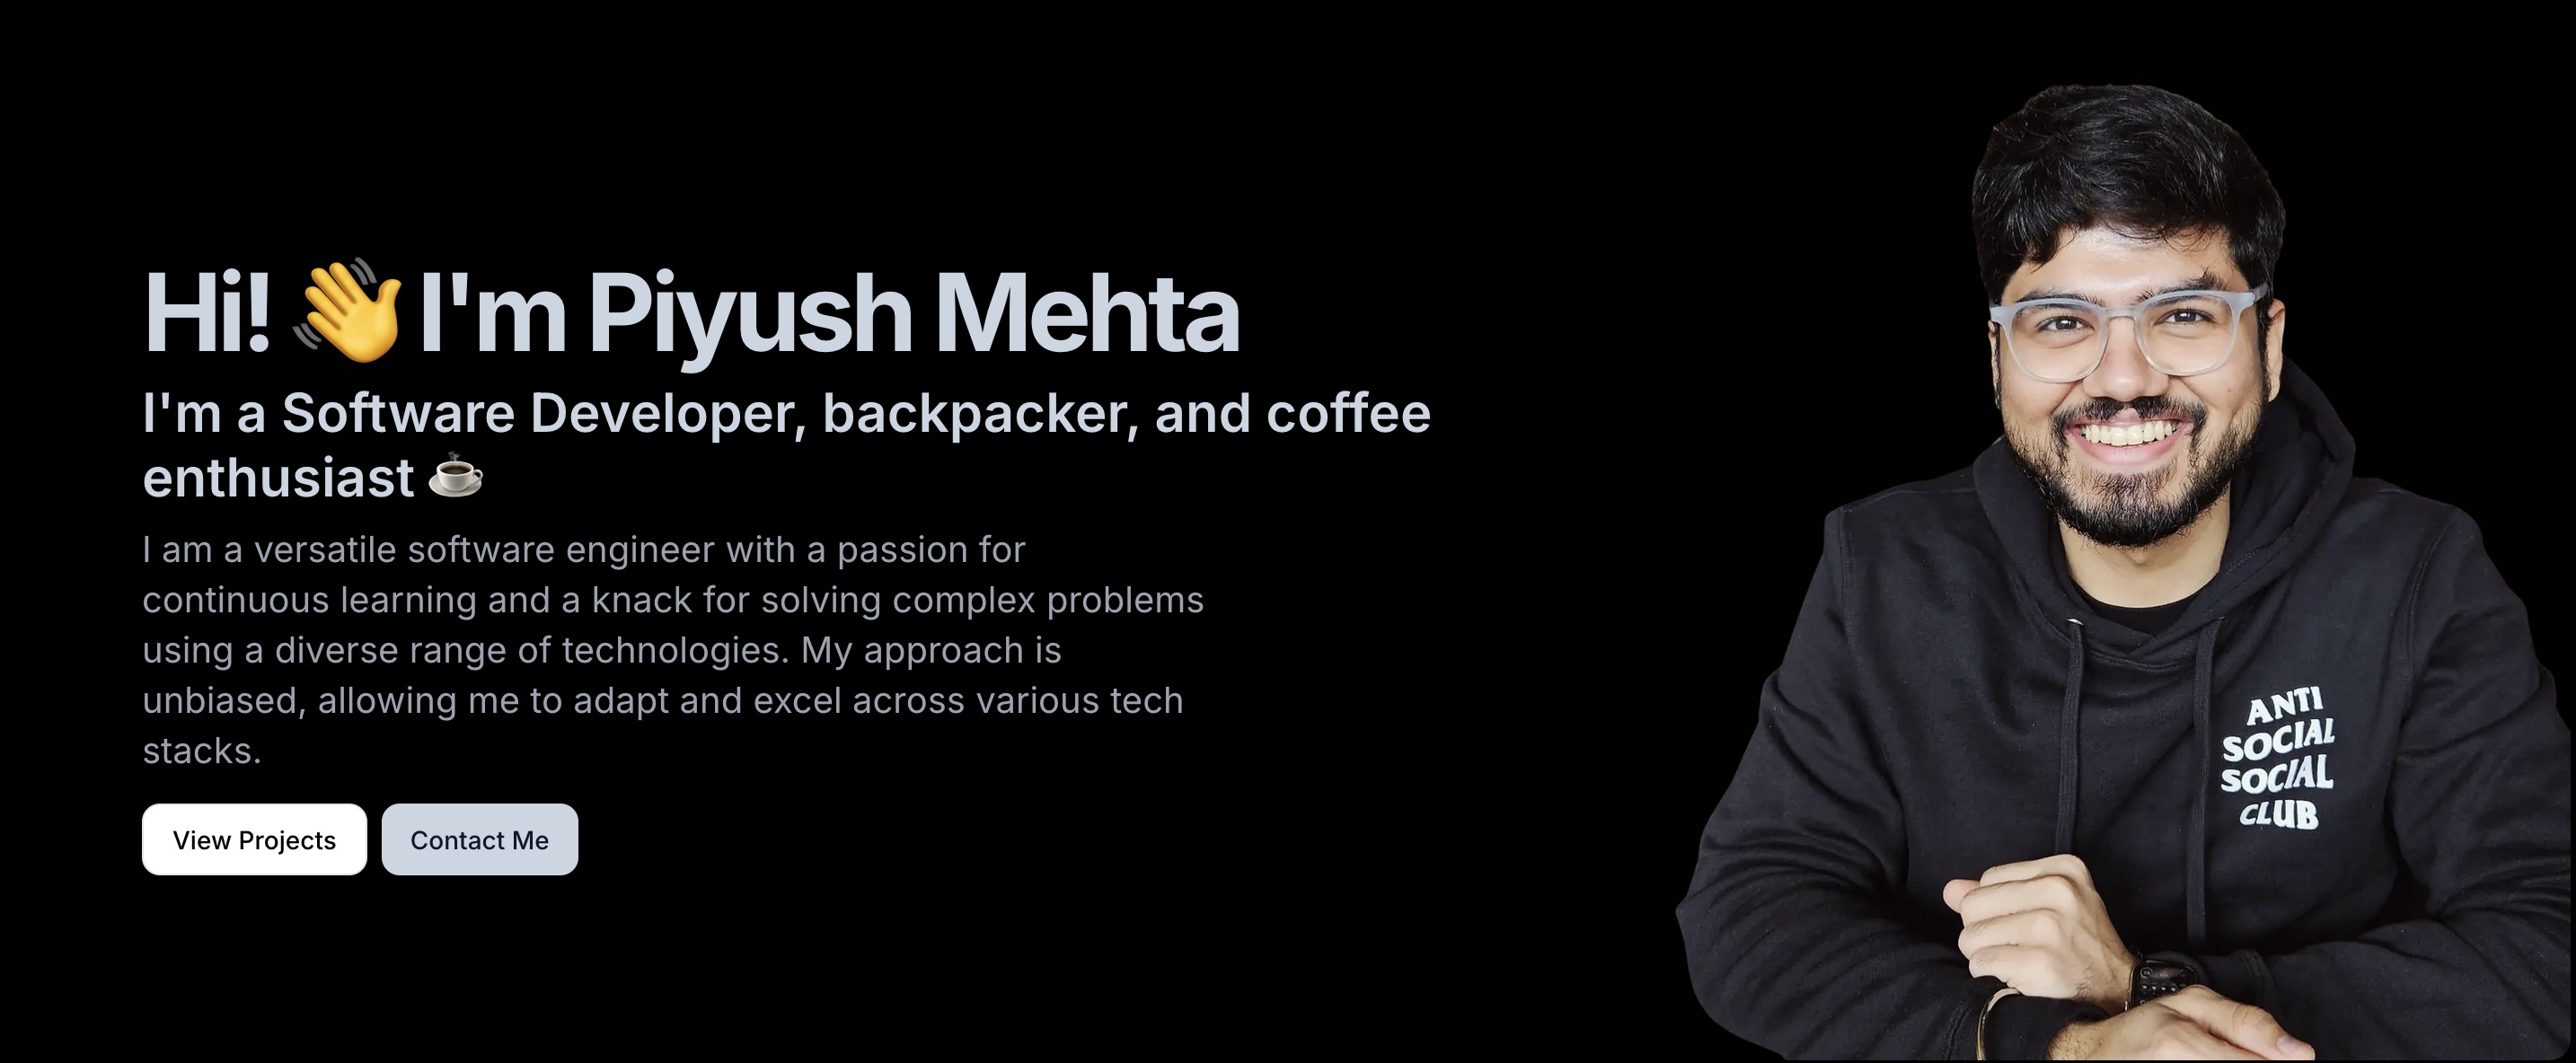 Hi! 👋 I'm Piyush Mehta
I'm a Software Developer, backpacker, and coffee
enthusiast ☕
I am a versatile software engineer with a passion for
continuous learning and a knack for solving complex problems
using a diverse range of technologies. My approach is
unbiased, allowing me to adapt and excel across various tech
stacks.
View Projects Contact Me
ANTI
SOCIAL
SOCIAL
CLUB